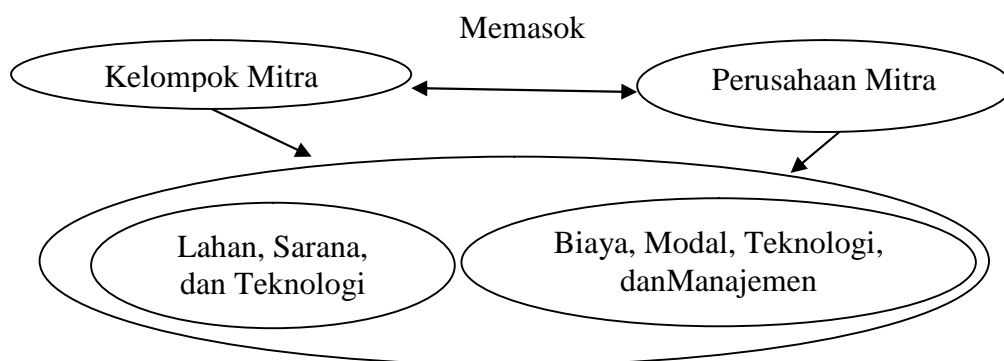 Memasok
Kelompok Mitra
Perusahaan Mitra
Lahan, Sarana,
dan Teknologi
Biaya, Modal, Teknologi,
danManajemen